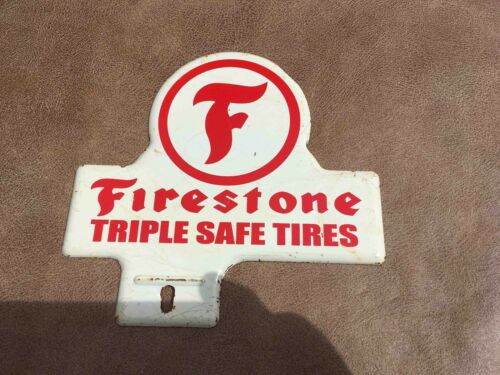 F
Firestone
TRIPLE SAFE TIRES